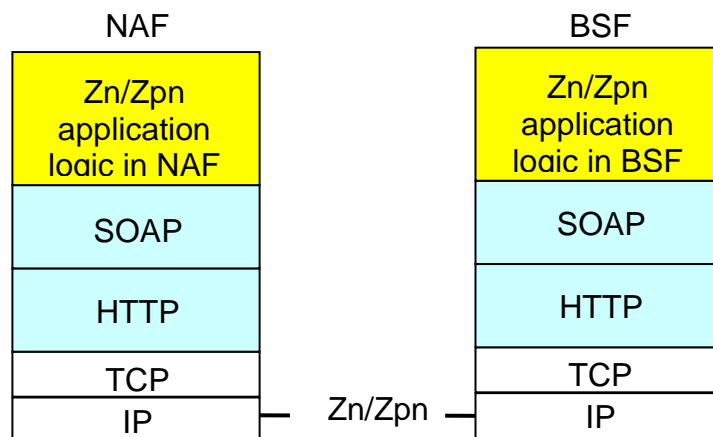 NAF
BSF
Zn/Zpn
application
logic in NAF
Zn/Zpn
application
logic in BSF
SOAP
SOAP
HTTP
HTTP
TCP
TCP
IP
Zn/Zpn
IP